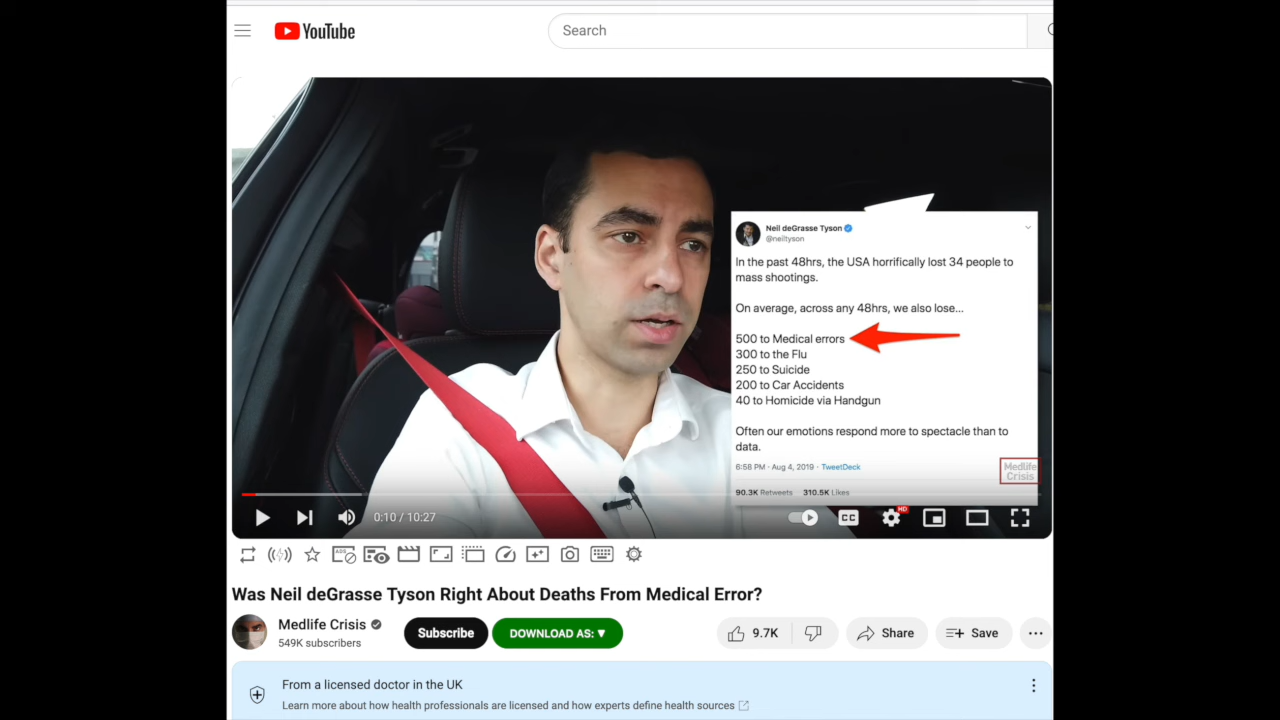 YouTube
Search
Neil deGrasse Tyson
@neiltyson
In the past 48hrs, the USA horrifically lost 34 people to
mass shootings.
On average, across any 48hrs, we also lose...
500 to Medical errors
300 to the Flu
250 to Suicide
200 to Car Accidents
40 to Homicide via Handgun
Often our emotions respond more to spectacle than to
data.
6:58 PM · Aug 4, 2019 · TweetDeck
90.3K Retweets 310.5K Likes
Medlife
Crisis
0:10 / 10:27
CC
HD
ADS
Was Neil deGrasse Tyson Right About Deaths From Medical Error?
Medlife Crisis
549K subscribers
Subscribe
DOWNLOAD AS: ▼
9.7K
Share
Save
From a licensed doctor in the UK
Learn more about how health professionals are licensed and how experts define health sources